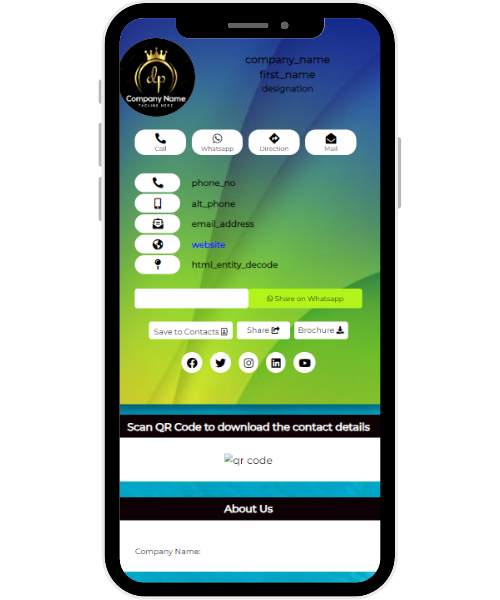 dp
Company Name
TAGLINE HERE
company_name
first_name
designation
Call
Whatsapp
Direction
Mail
phone_no
alt_phone
email_address
website
html_entity_decode
Share on Whatsapp
Save to Contacts
Share
Brochure
Scan QR Code to download the contact details
qr code
About Us
Company Name: